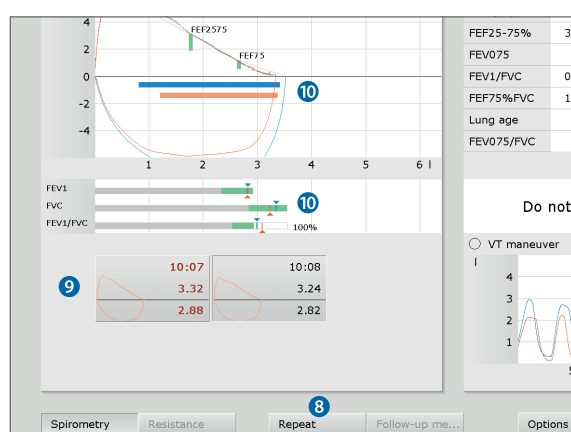 4
FEF2575
2
FEF75
0
10
-2
-4
1 2 3 4 5 6 l
FEV1
FVC
10
FEV1/FVC
100%
9
10:07
3.32
2.88
10:08
3.24
2.82
8
Spirometry Resistance Repeat Follow-up me... Options
FEF25-75% 3
FEV075
FEV1/FVC 0
FEF75%FVC 1
Lung age
FEV075/FVC
Do not
VT maneuver
l
4
3
2
1